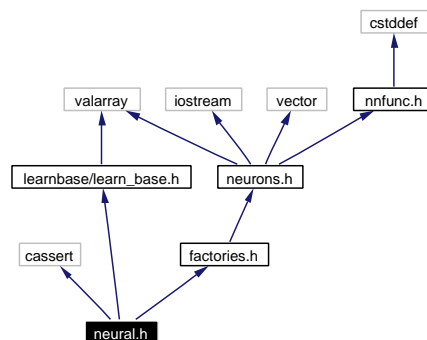 cstddef
valarray
iostream
vector
nnfunc.h
learnbase/learn_base.h
neurons.h
cassert
factories.h
neural.h